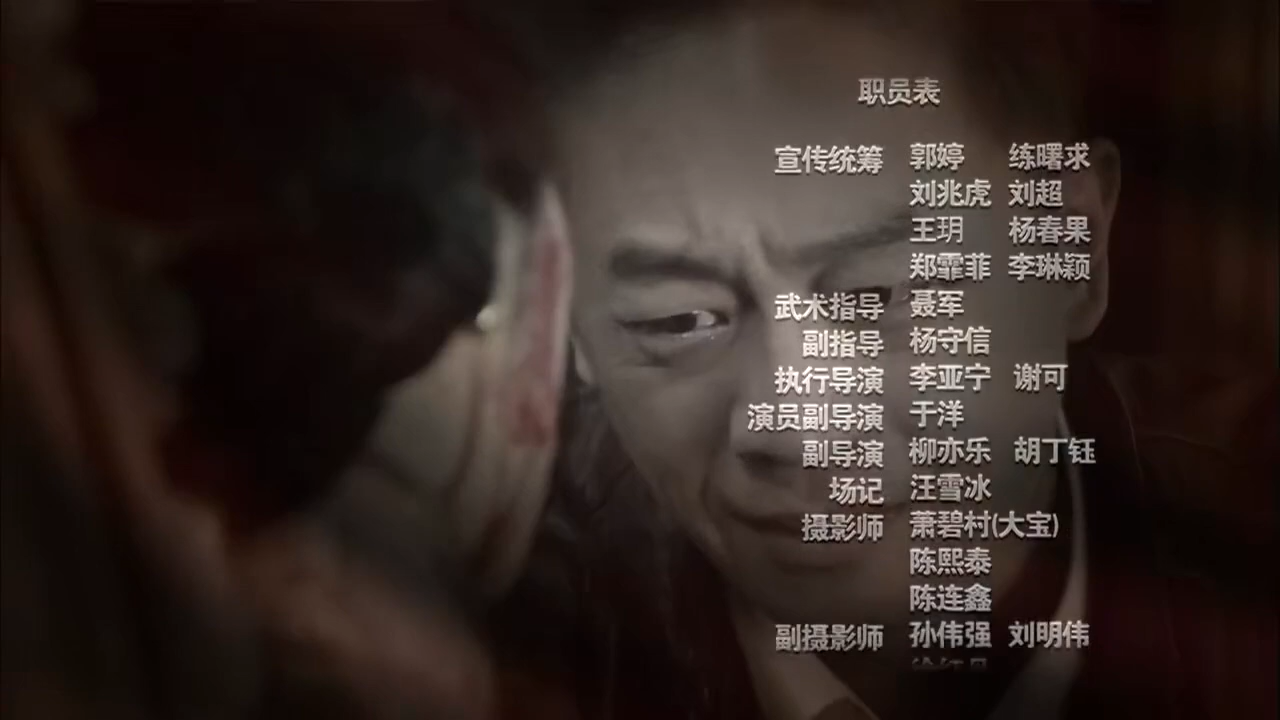 职员表
宣传统筹 郭婷 练曙求
刘兆虎 刘超
王玥 杨春果
郑霏菲 李琳颖
武术指导 聂军
副指导 杨守信
执行导演 李亚宁 谢可
演员副导演 于洋
副导演 柳亦乐 胡丁钰
场记 汪雪冰
摄影师 萧碧村(大宝)
陈熙泰
陈连鑫
副摄影师 孙伟强 刘明伟